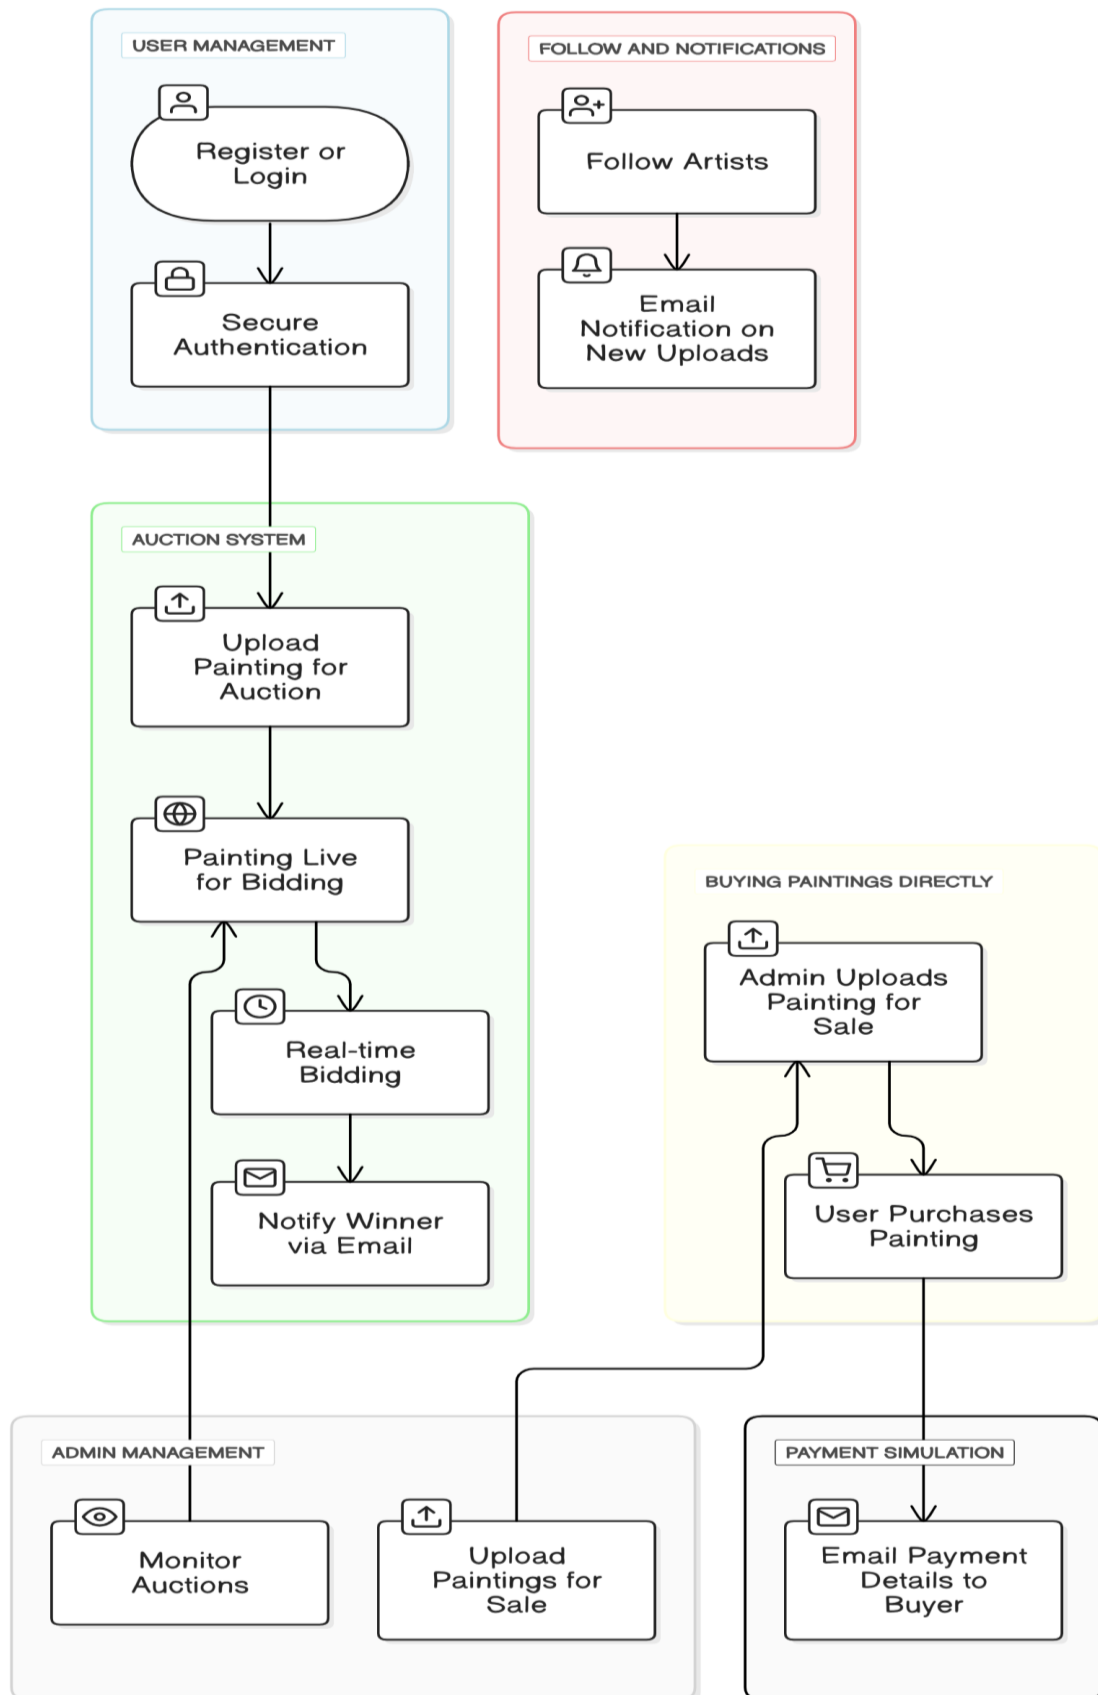 USER MANAGEMENT
Register or
Login
Secure
Authentication
FOLLOW AND NOTIFICATIONS
Follow Artists
Email
Notification on
New Uploads
AUCTION SYSTEM
Upload
Painting for
Auction
Painting Live
for Bidding
Real-time
Bidding
Notify Winner
via Email
BUYING PAINTINGS DIRECTLY
Admin Uploads
Painting for
Sale
User Purchases
Painting
ADMIN MANAGEMENT
Monitor
Auctions
Upload
Paintings for
Sale
PAYMENT SIMULATION
Email Payment
Details to
Buyer